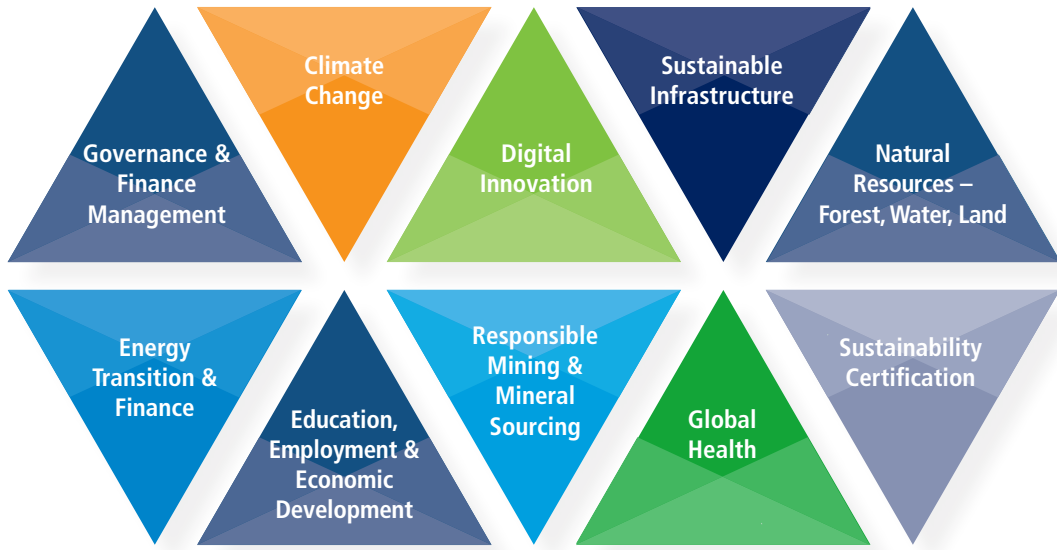 Governance &
Finance
Management
Climate
Change
Digital
Innovation
Sustainable
Infrastructure
Natural
Resources –
Forest, Water, Land
Energy
Transition &
Finance
Education,
Employment &
Economic
Development
Responsible
Mining &
Mineral
Sourcing
Global
Health
Sustainability
Certification